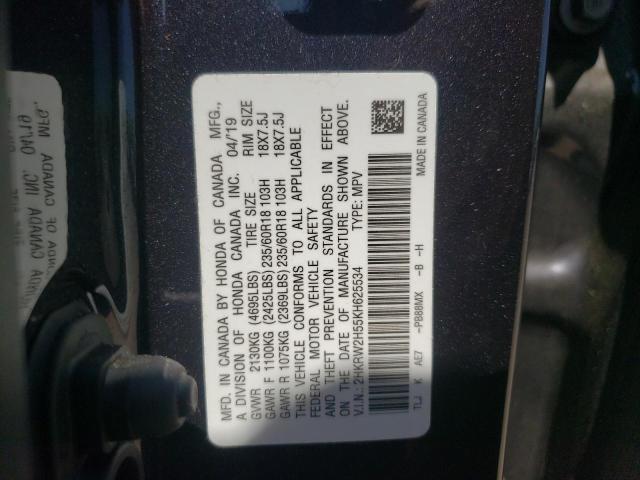 MFD. IN CANADA BY HONDA OF CANADA MFG.,
A DIVISION OF HONDA CANADA INC. 04/19
GVWR 2130KG (4695LBS) TIRE SIZE RIM SIZE
GAWR F 1100KG (2425LBS) 235/60R18 103H 18X7.5J
GAWR R 1075KG (2369LBS) 235/60R18 103H 18X7.5J
THIS VEHICLE CONFORMS TO ALL APPLICABLE
FEDERAL MOTOR VEHICLE SAFETY
AND THEFT PREVENTION STANDARDS IN EFFECT
ON THE DATE OF MANUFACTURE SHOWN ABOVE.
V.I.N.: 2HKRW2H55KH625534 TYPE: MPV
TLJ K AE7 -PB88MX -B -H MADE IN CANADA